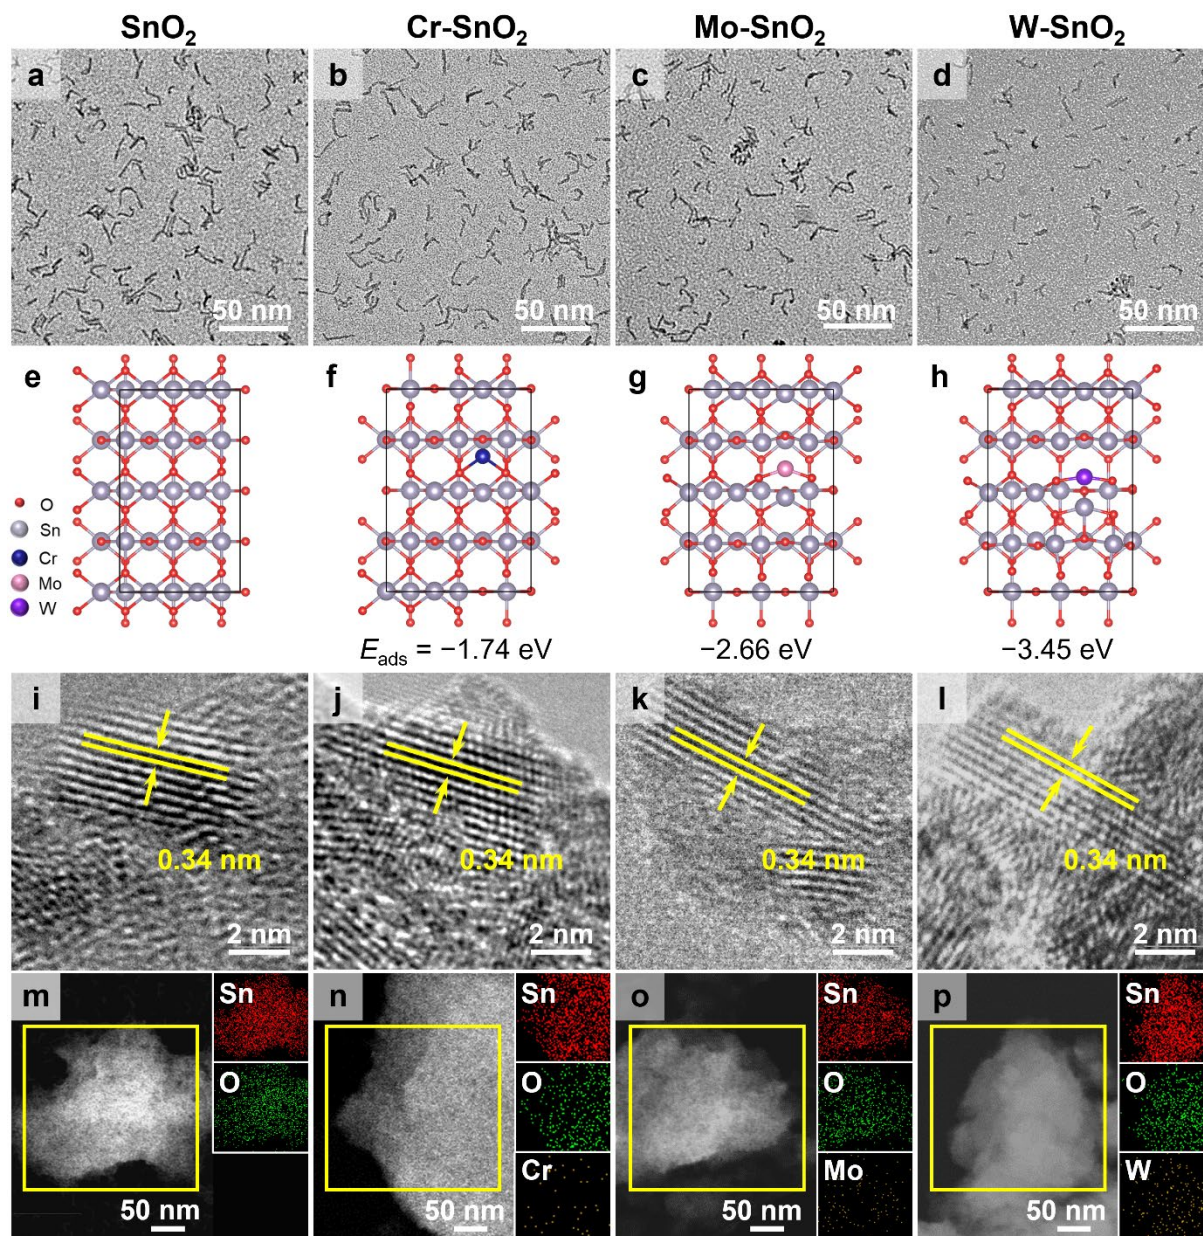 SnO₂ Cr-SnO₂ Mo-SnO₂ W-SnO₂
a b c d
50 nm 50 nm 50 nm 50 nm
e f g h
O
Sn
Cr
Mo
W
E_ads = −1.74 eV −2.66 eV −3.45 eV
i j k l
0.34 nm 0.34 nm 0.34 nm 0.34 nm
2 nm 2 nm 2 nm 2 nm
m Sn n Sn o Sn p Sn
O O O O
Cr Mo W
50 nm 50 nm 50 nm 50 nm